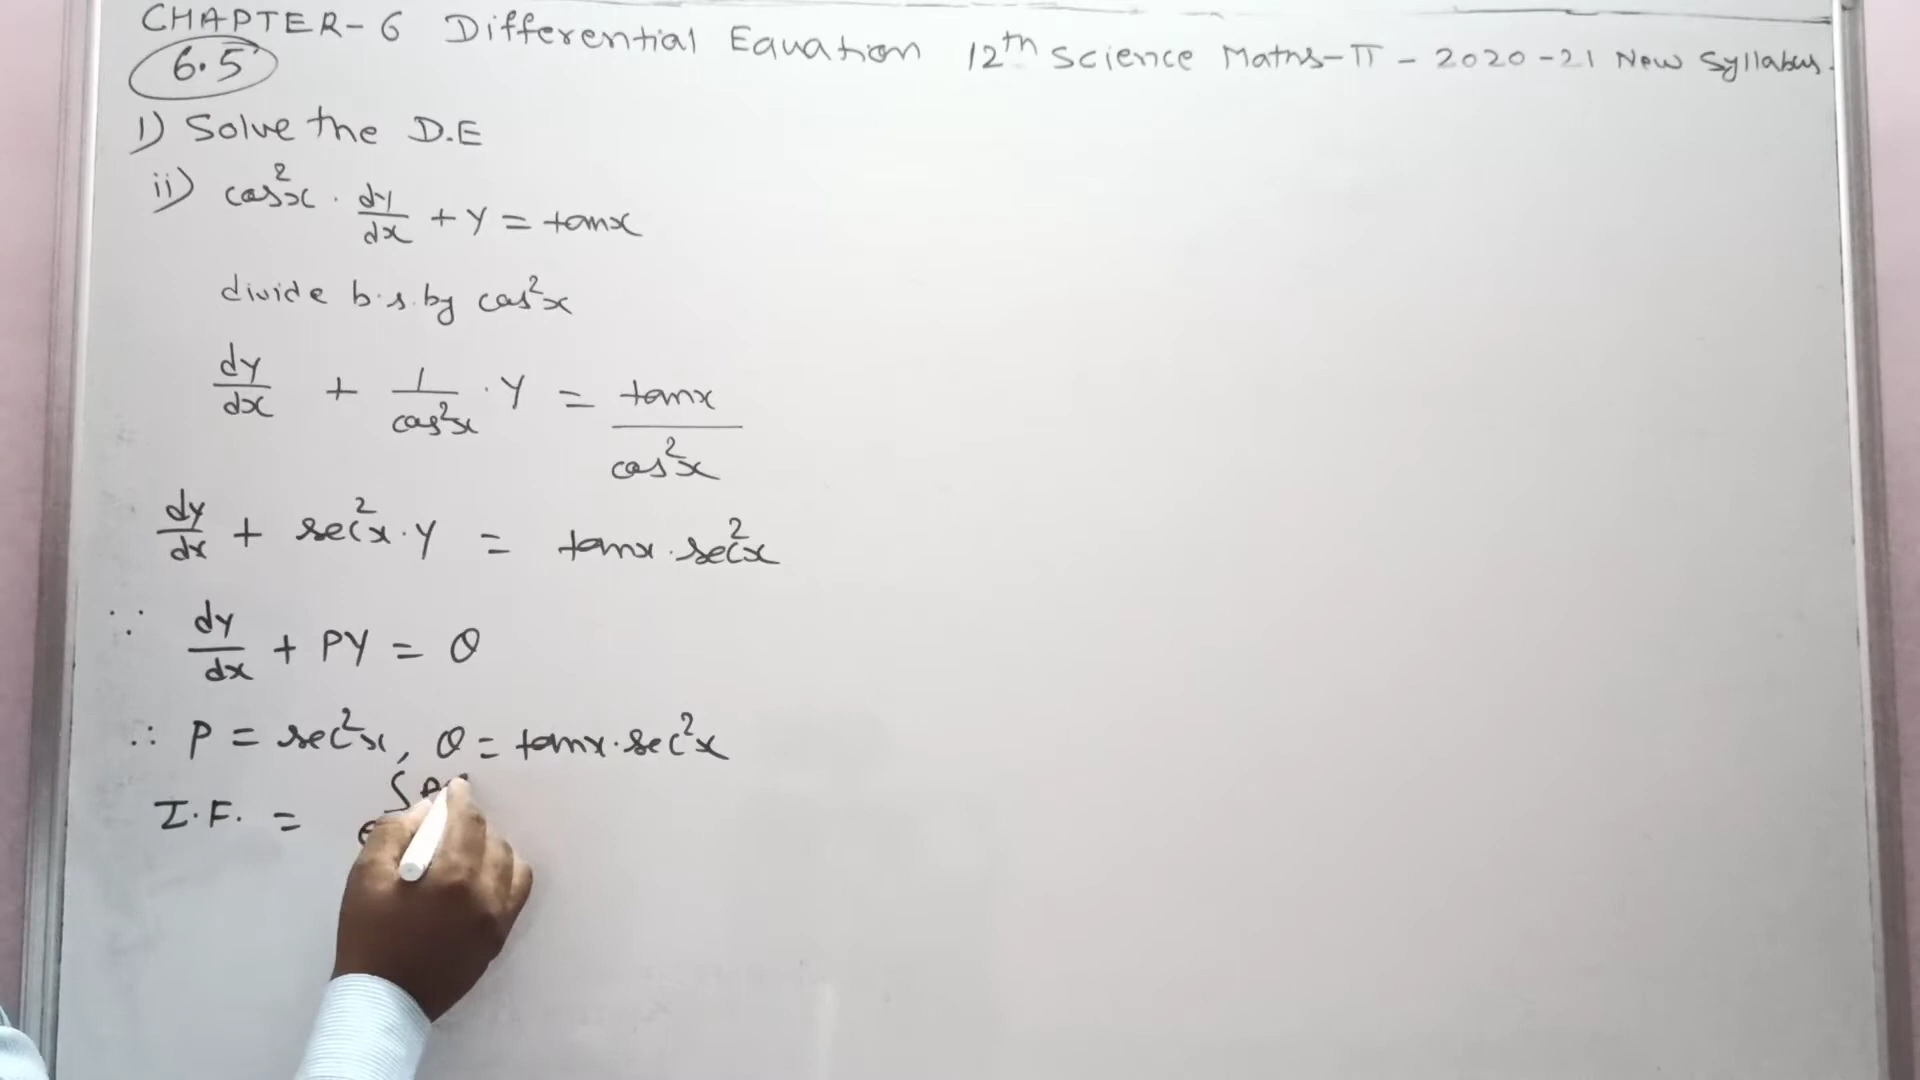 CHAPTER-6 Differential Equation 12th Science Maths-II - 2020-21 New Syllabus.
6.5
1) Solve the D.E
ii) cos²x · dy/dx + y = tanx
divide b.s. by cos²x
dy/dx + 1/cos²x · y = tanx/cos²x
dy/dx + sec²x · y = tanx · sec²x
∵ dy/dx + Py = Q
∴ P = sec²x, Q = tanx · sec²x
I.F. = e ∫